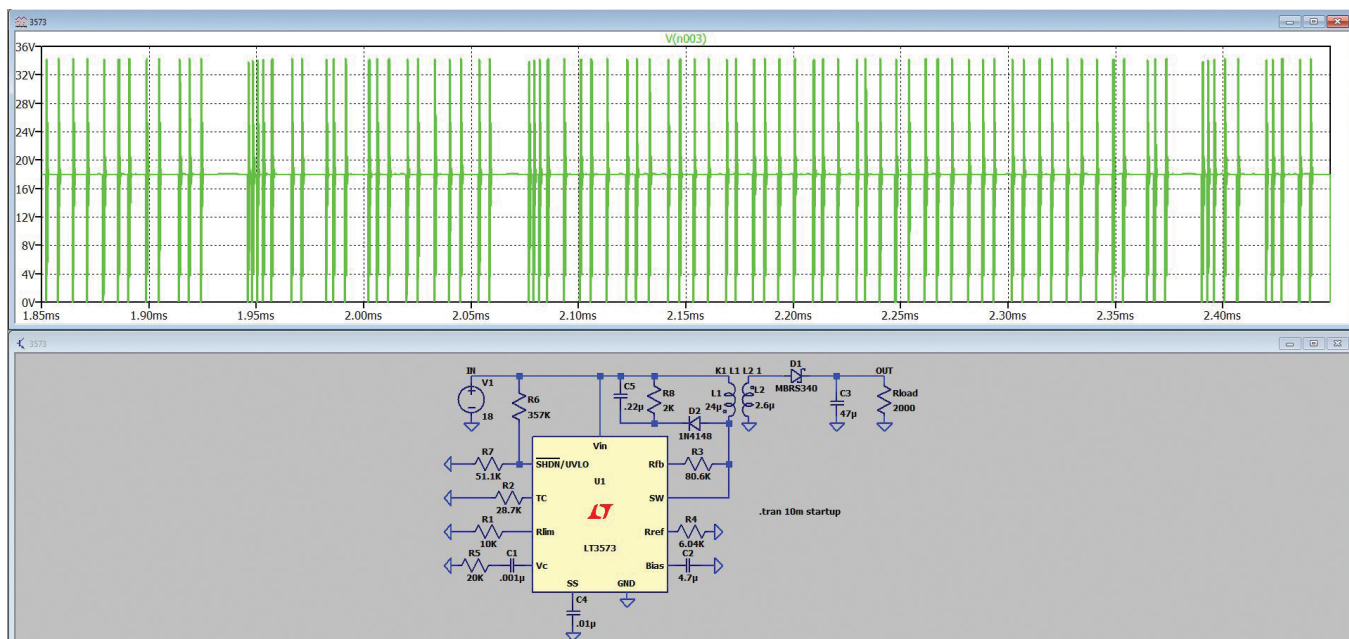 3573
V(n003)
36V
32V
28V
24V
20V
16V
12V
8V
4V
0V
1.85ms 1.90ms 1.95ms 2.00ms 2.05ms 2.10ms 2.15ms 2.20ms 2.25ms 2.30ms 2.35ms 2.40ms
3573
IN
V1
18
R6
357K
C5
.22µ
R8
2K
D2
1N4148
K1 L1 L2 1
L1
24µ
L2
2.6µ
D1
MBRS340
OUT
C3
47µ
Rload
2000
R7
51.1K
R2
28.7K
R1
10K
R5
20K
C1
.001µ
Vin
SHDN/UVLO
TC
Rlim
Vc
SS
GND
U1
LT3573
Rfb
SW
Rref
Bias
R3
80.6K
R4
6.04K
C2
4.7µ
C4
.01µ
.tran 10m startup